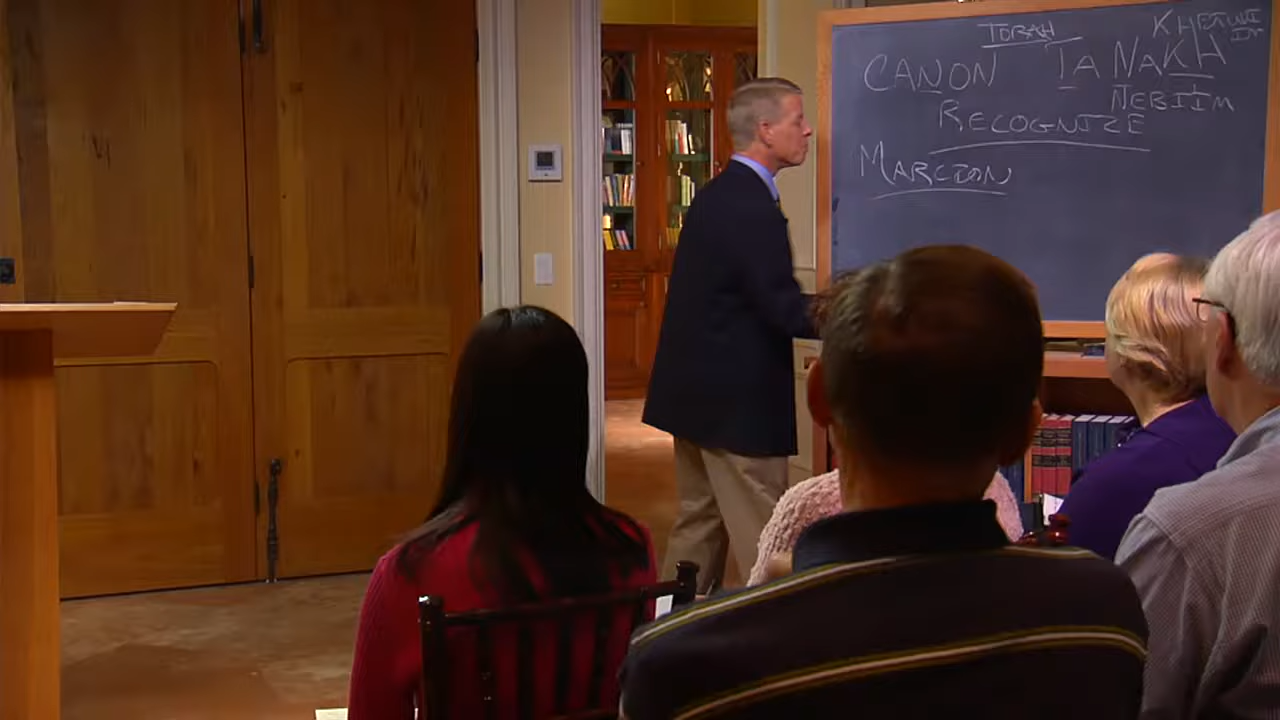 TORAH KHETUVIM
CANON TANAKH
NEBIIM
RECOGNIZE
MARCION